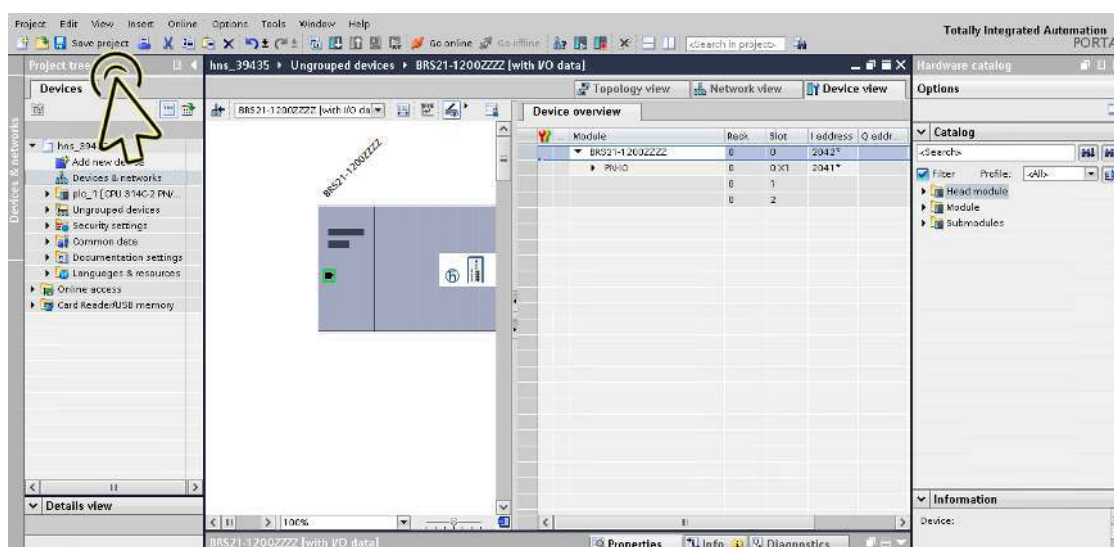 Project Edit View Insert Online Options Tools Window Help
Totally Integrated Automation
PORTA
Save project
Go online
Go offline
<Search in project>
Project tree
hns_39435 ▸ Ungrouped devices ▸ BRS21-1200ZZZZ [with I/O data]
Hardware catalog
Devices
Topology view
Network view
Device view
Options
BRS21-1200ZZZZ [with I/O da
Device overview
Module Rack Slot I address Q addr...
Catalog
BRS21-1200ZZZZ 0 0 2042*
<Search>
PN-IO 0 0 X1 2041*
0 1
0 2
Filter Profile: <All>
Head module
Module
Submodules
Add new
Devices & networks
plc_1 [CPU 314C-2 PN/...
Ungrouped devices
Security settings
Common data
Documentation settings
Languages & resources
Online access
Card Reader/USB memory
Devices & networks
BRS21-1200ZZZZ
Details view
100%
Information
Device:
BRS21-1200ZZZZ [with I/O data]
Properties
Info
Diagnostics